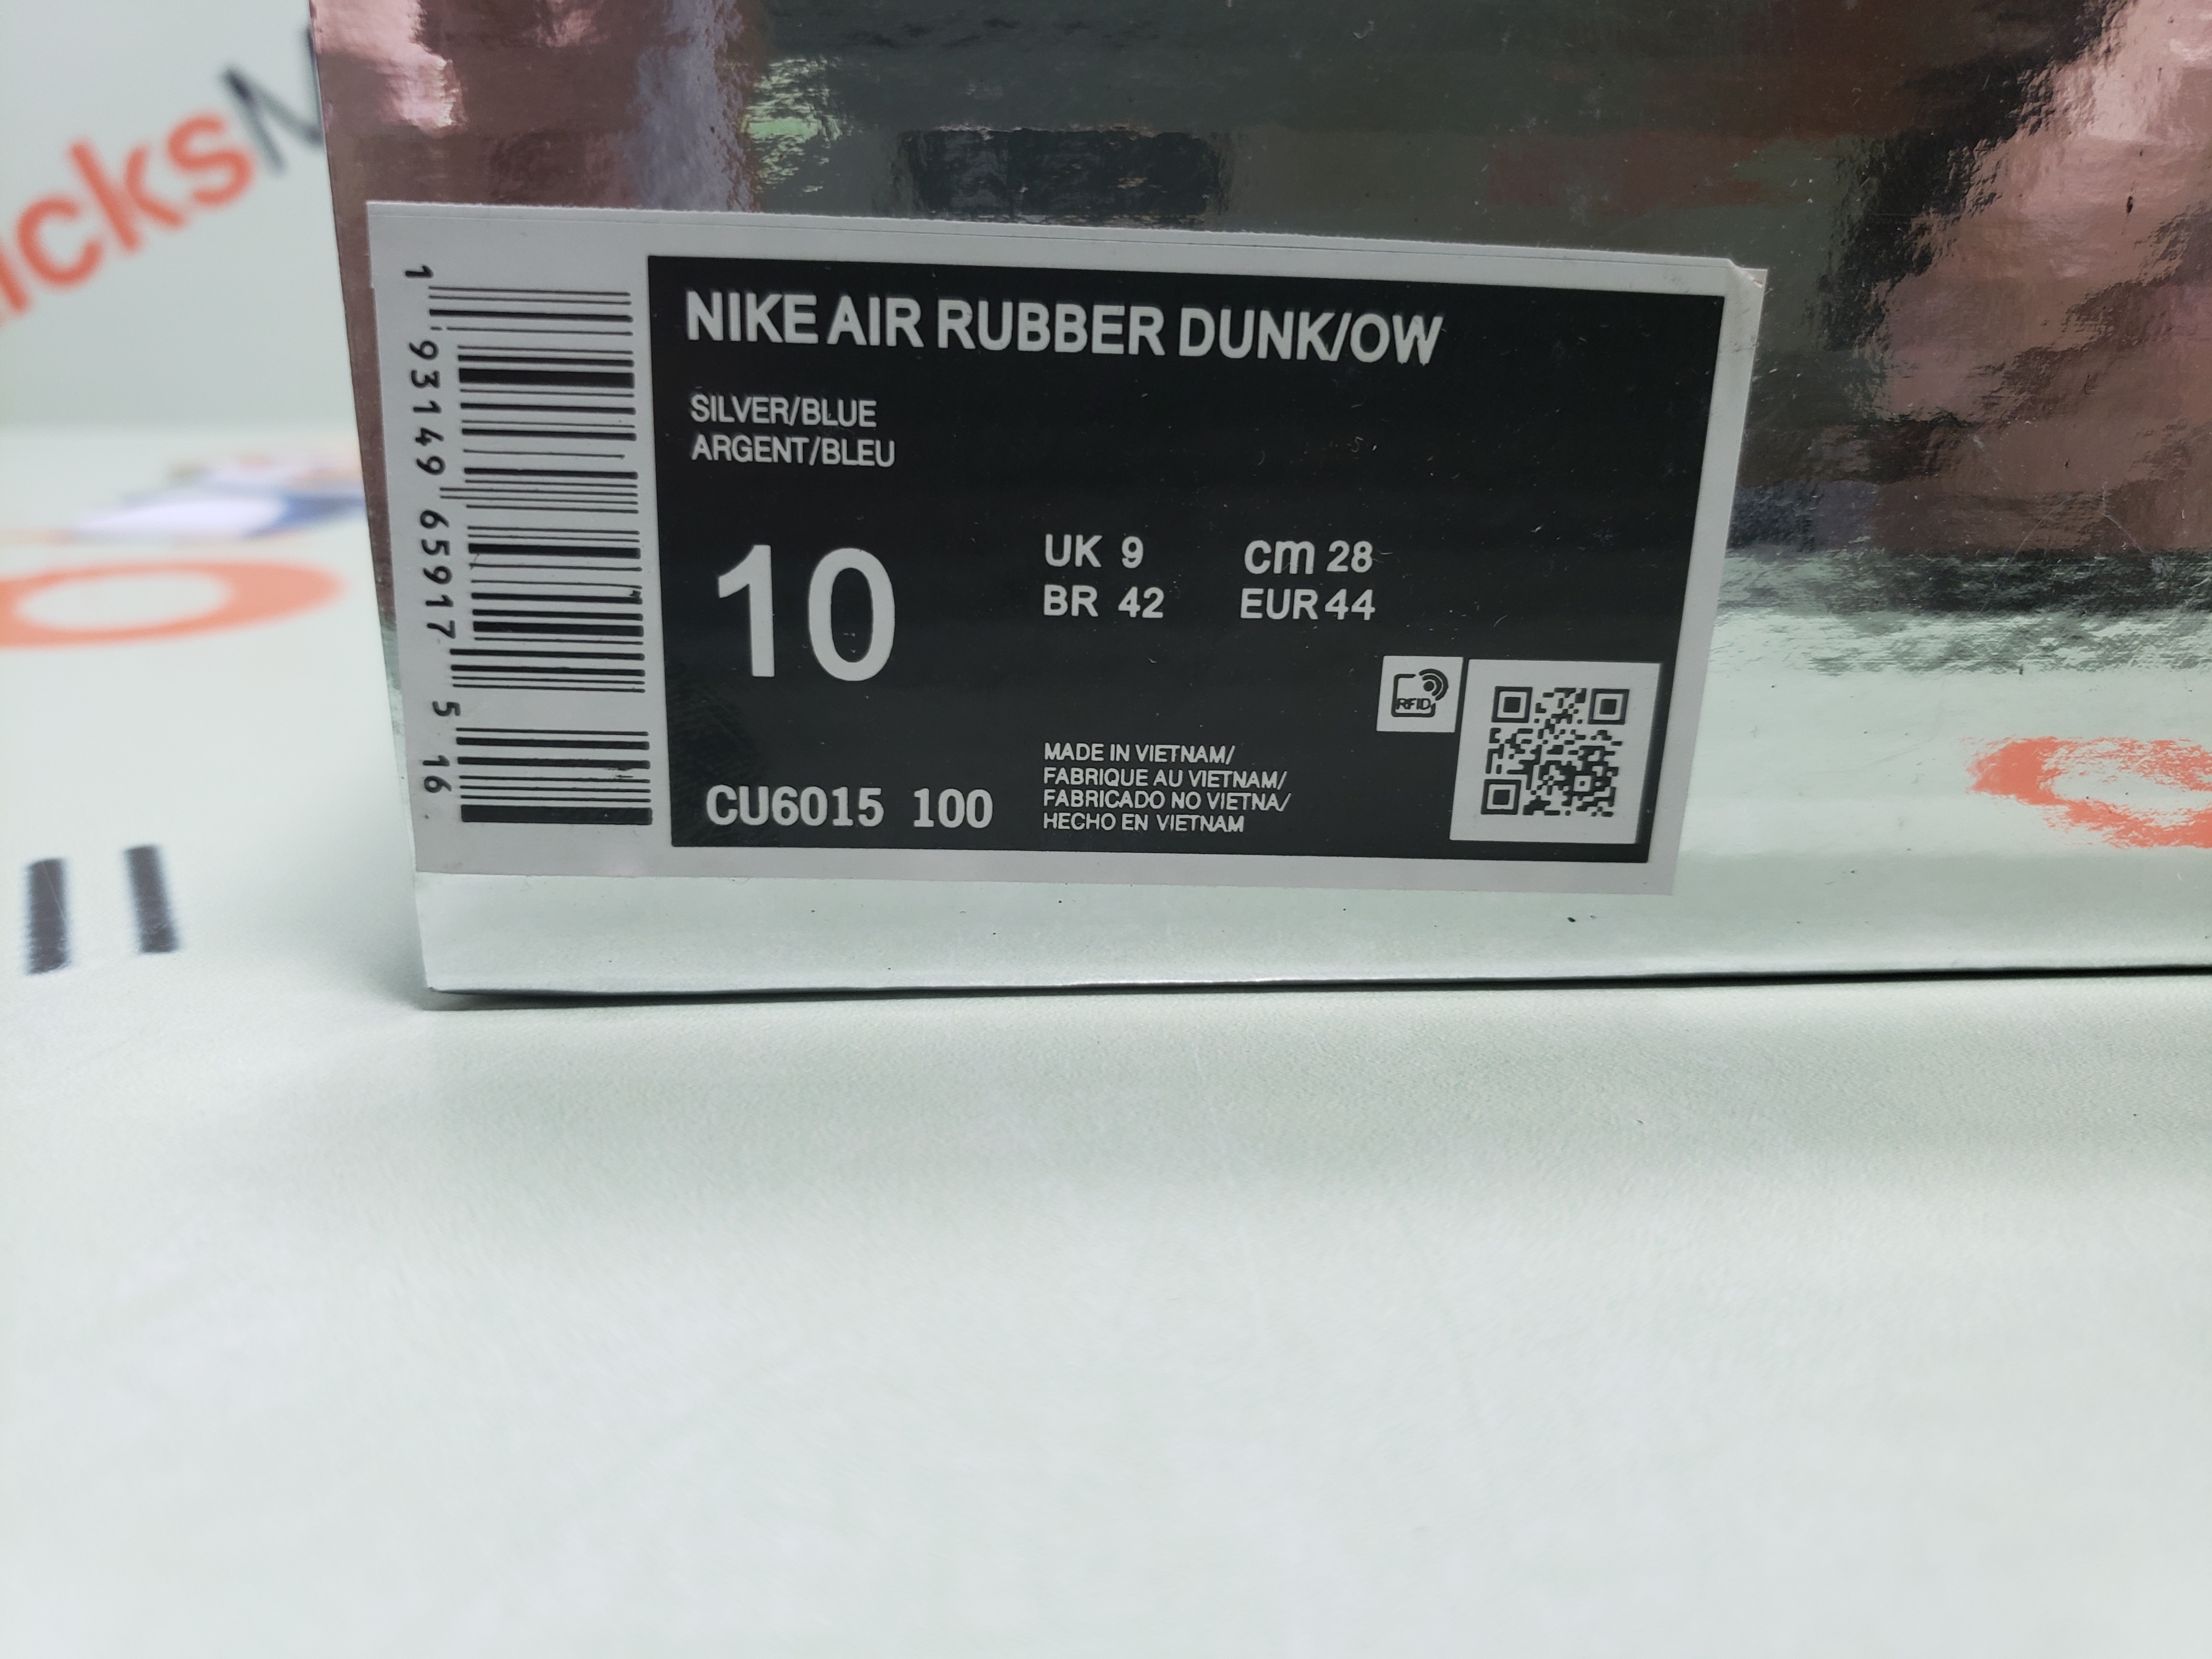 icksM
1 93149 65917 5 16
NIKE AIR RUBBER DUNK/OW
SILVER/BLUE
ARGENT/BLEU
10
UK 9 cm 28
BR 42 EUR 44
RFID
CU6015 100
MADE IN VIETNAM/
FABRIQUE AU VIETNAM/
FABRICADO NO VIETNA/
HECHO EN VIETNAM